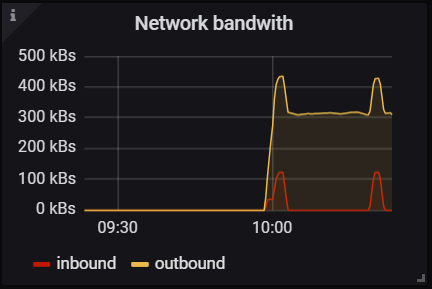 i
Network bandwith
500 kBs
400 kBs
300 kBs
200 kBs
100 kBs
0 kBs
09:30 10:00
inbound outbound